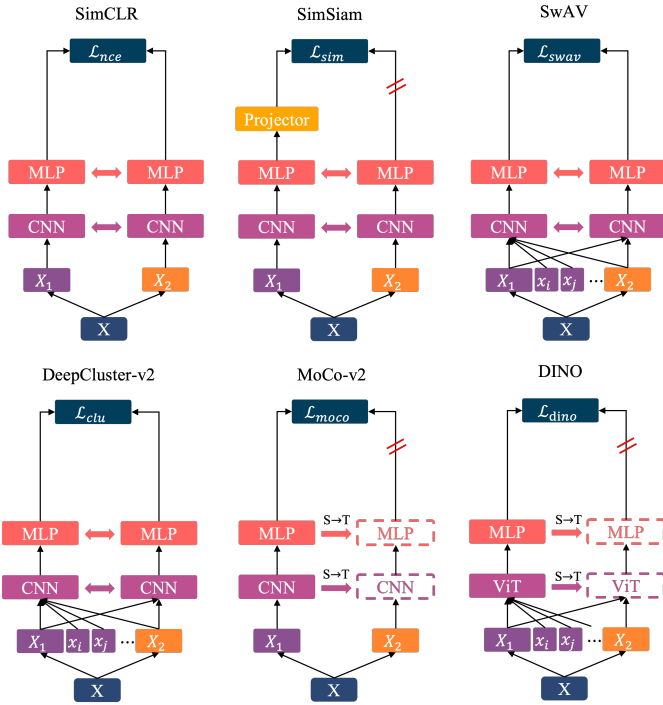 SimCLR
ℒnce
MLP MLP
CNN CNN
X₁ X₂
X
SimSiam
ℒsim
Projector
MLP MLP
CNN CNN
X₁ X₂
X
SwAV
ℒswav
MLP MLP
CNN CNN
X₁ xᵢ xⱼ ... X₂
X
DeepCluster-v2
ℒclu
MLP MLP
CNN CNN
X₁ xᵢ xⱼ ... X₂
X
MoCo-v2
ℒmoco
S→T
MLP MLP
S→T
CNN CNN
X₁ X₂
X
DINO
ℒdino
S→T
MLP MLP
S→T
ViT ViT
X₁ xᵢ xⱼ ... X₂
X